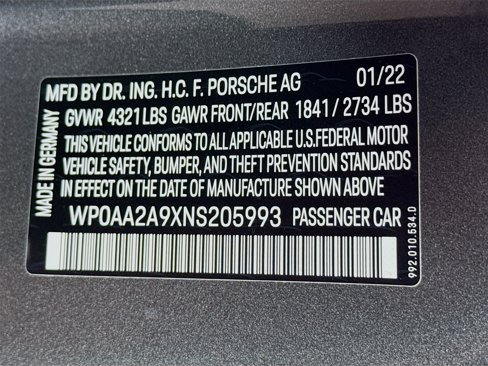 MFD BY DR. ING. H.C. F. PORSCHE AG 01/22
GVWR 4321 LBS GAWR FRONT/REAR 1841 / 2734 LBS
THIS VEHICLE CONFORMS TO ALL APPLICABLE U.S. FEDERAL MOTOR
VEHICLE SAFETY, BUMPER, AND THEFT PREVENTION STANDARDS
IN EFFECT ON THE DATE OF MANUFACTURE SHOWN ABOVE
WP0AA2A9XNS205993 PASSENGER CAR
MADE IN GERMANY
992.010.534.D